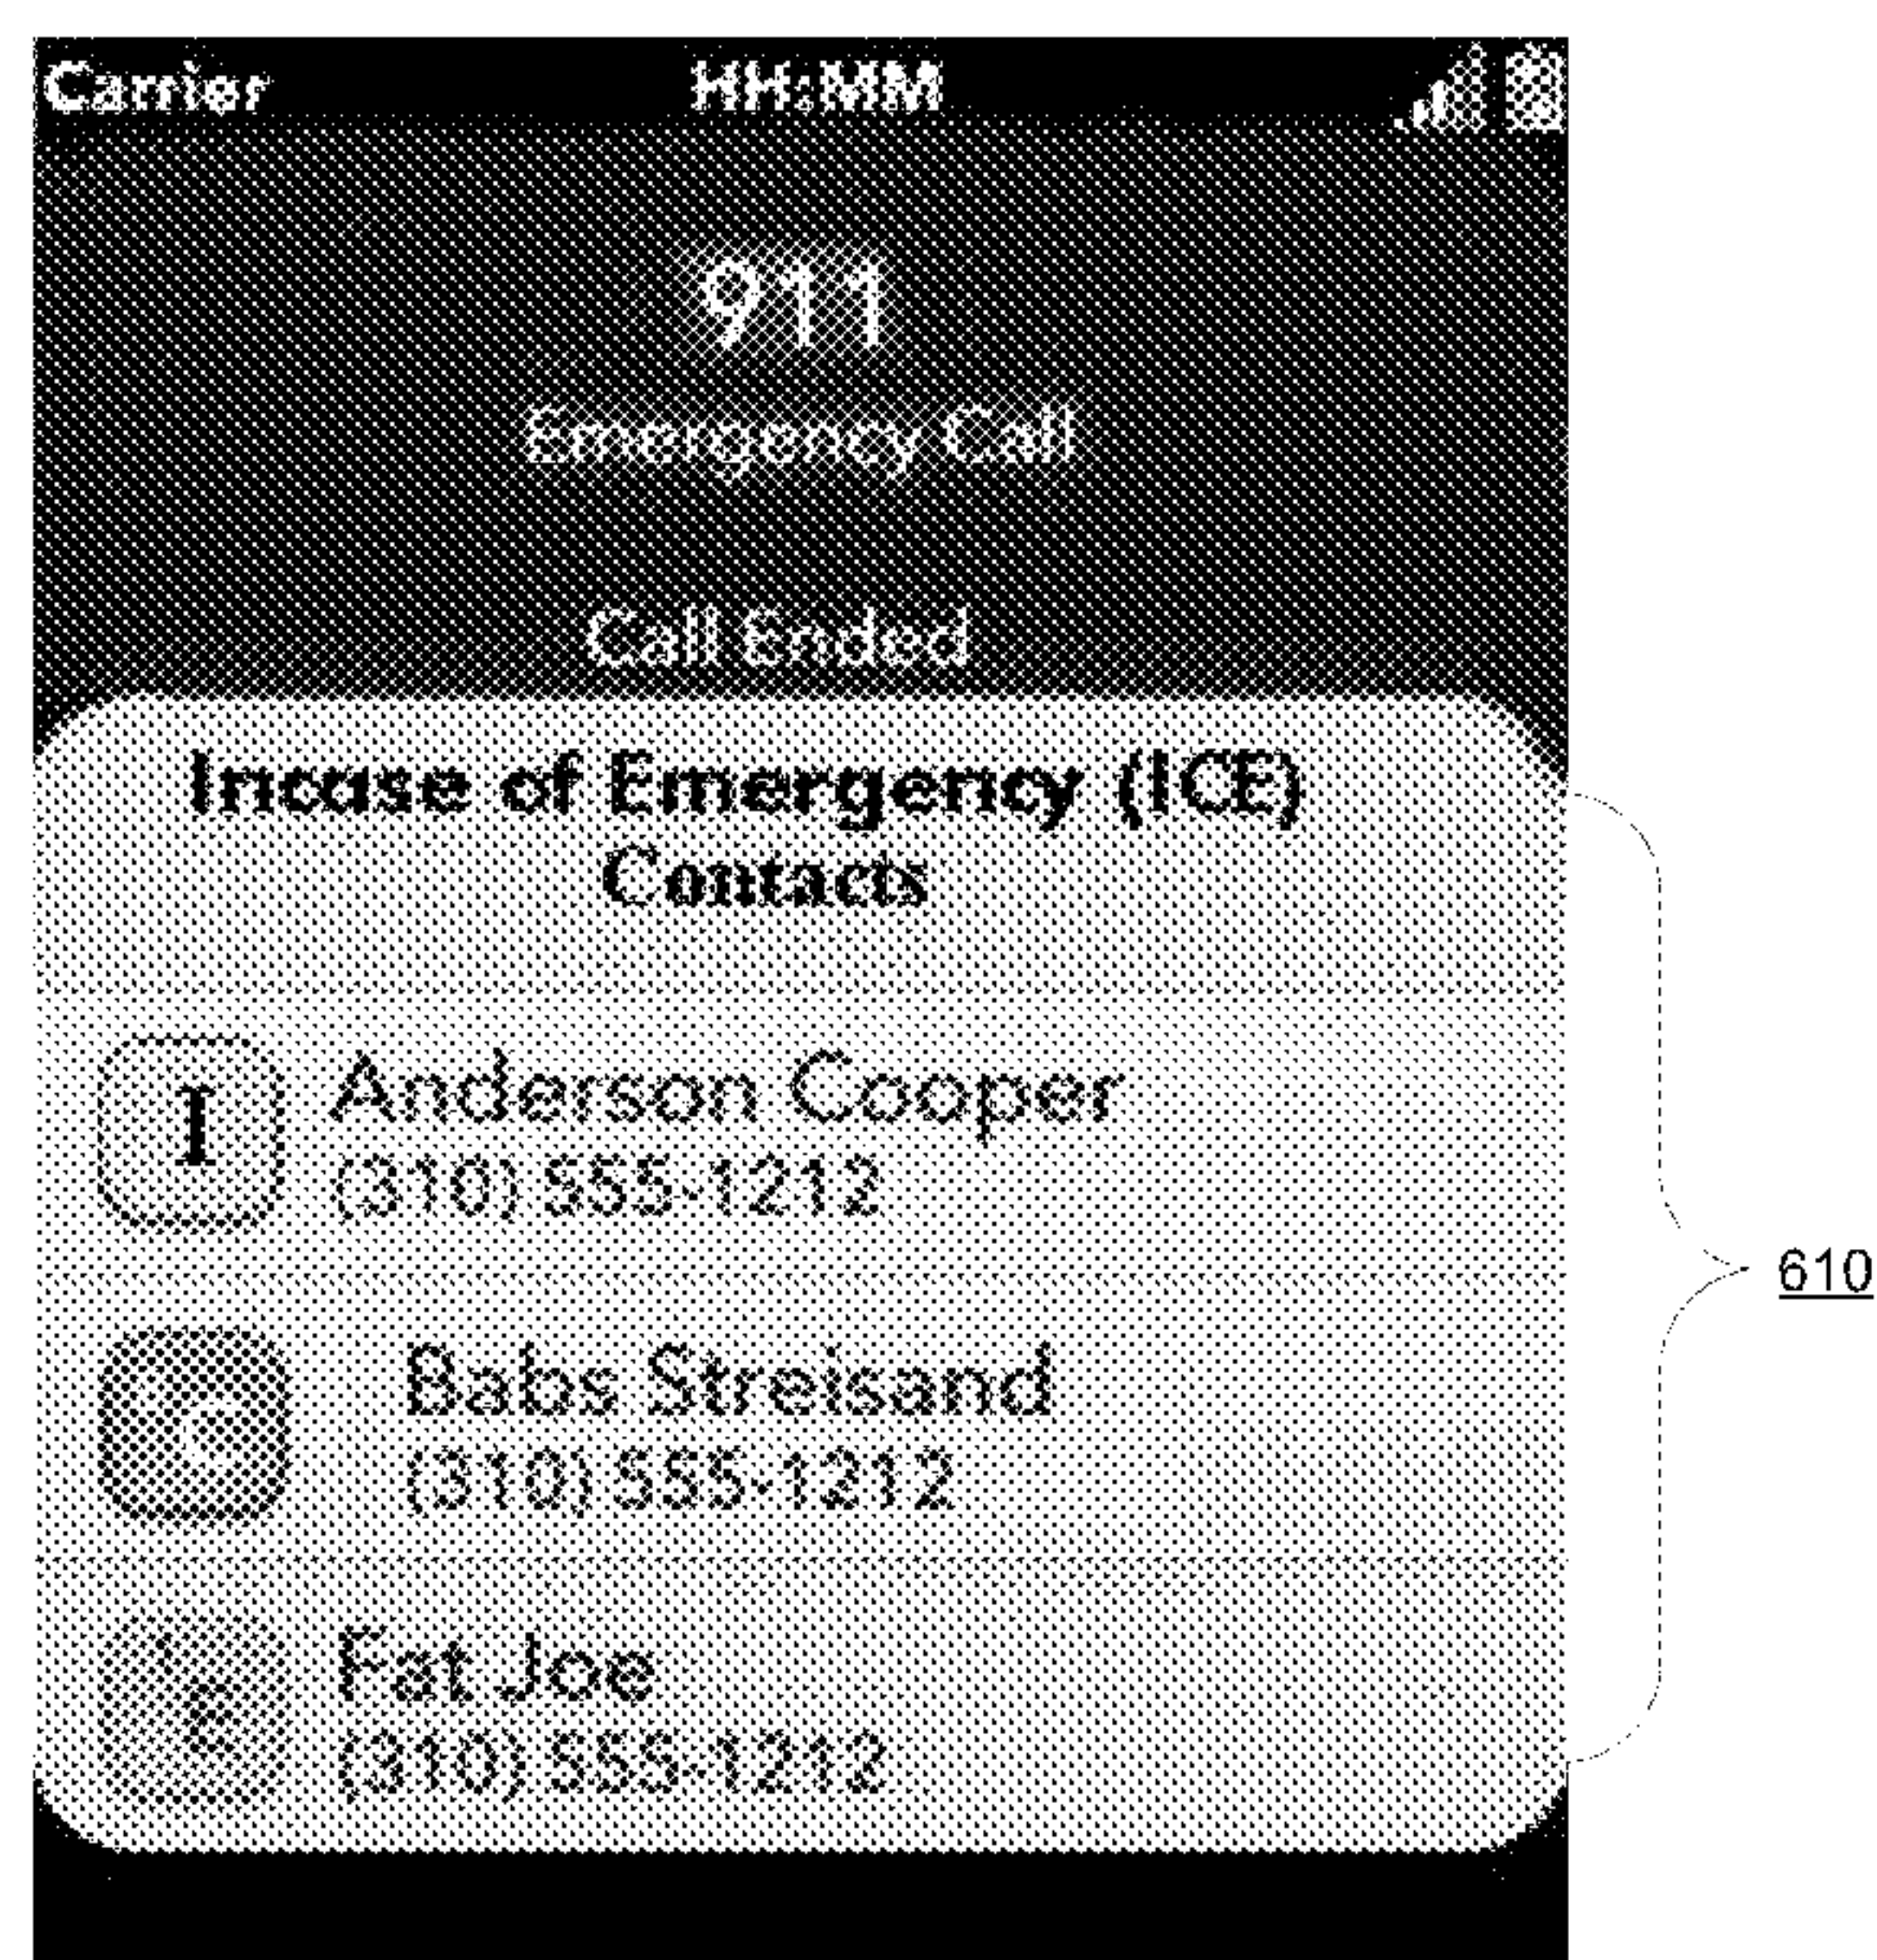 Carrier HH:MM
911
Emergency Call
Call Ended
Incase of Emergency (ICE)
Contacts
I Anderson Cooper
(310) 555-1212
Babs Streisand
(310) 555-1212
Fat Joe
(310) 555-1212
610